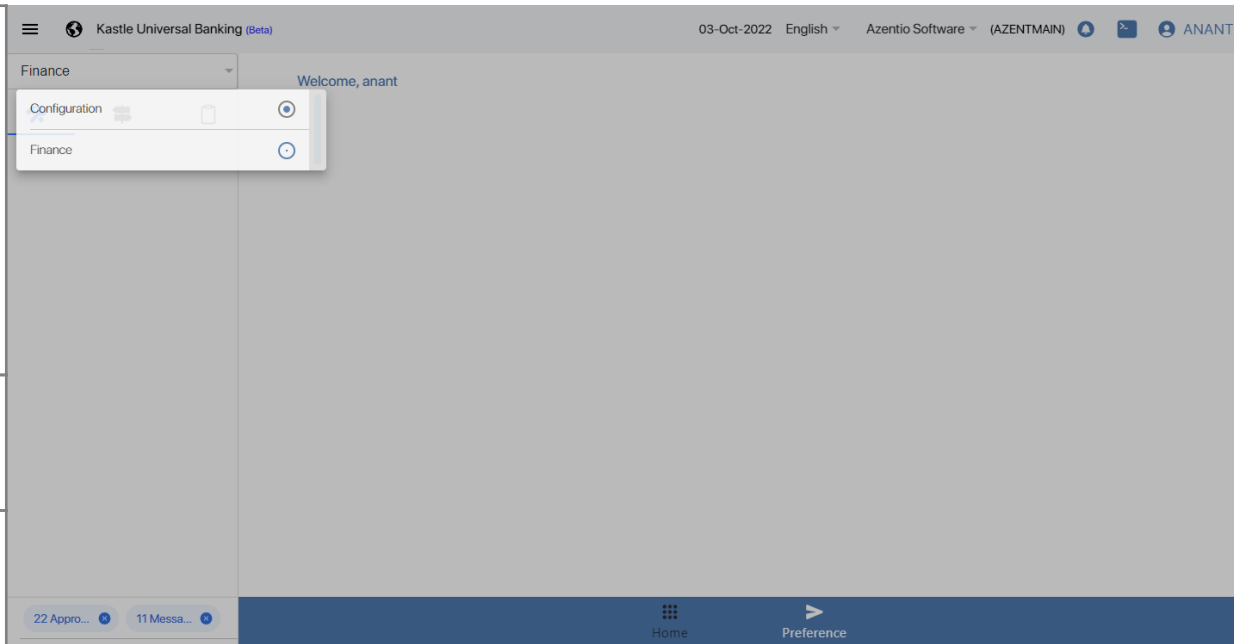 Kastle Universal Banking (Beta) 03-Oct-2022 English Azentio Software (AZENTMAIN) ANANT
Finance
Welcome, anant
Configuration
Finance
22 Appro... 11 Messa...
Home Preference